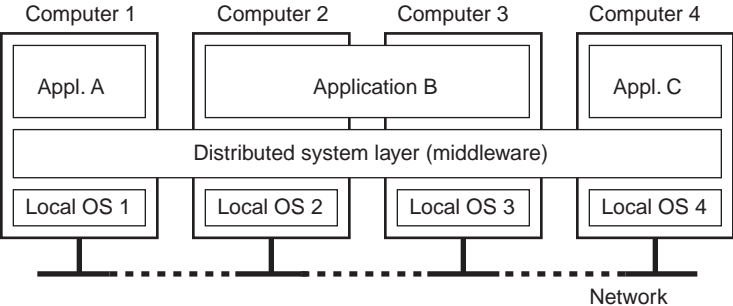 Computer 1
Computer 2
Computer 3
Computer 4
Appl. A
Application B
Appl. C
Distributed system layer (middleware)
Local OS 1
Local OS 2
Local OS 3
Local OS 4
Network